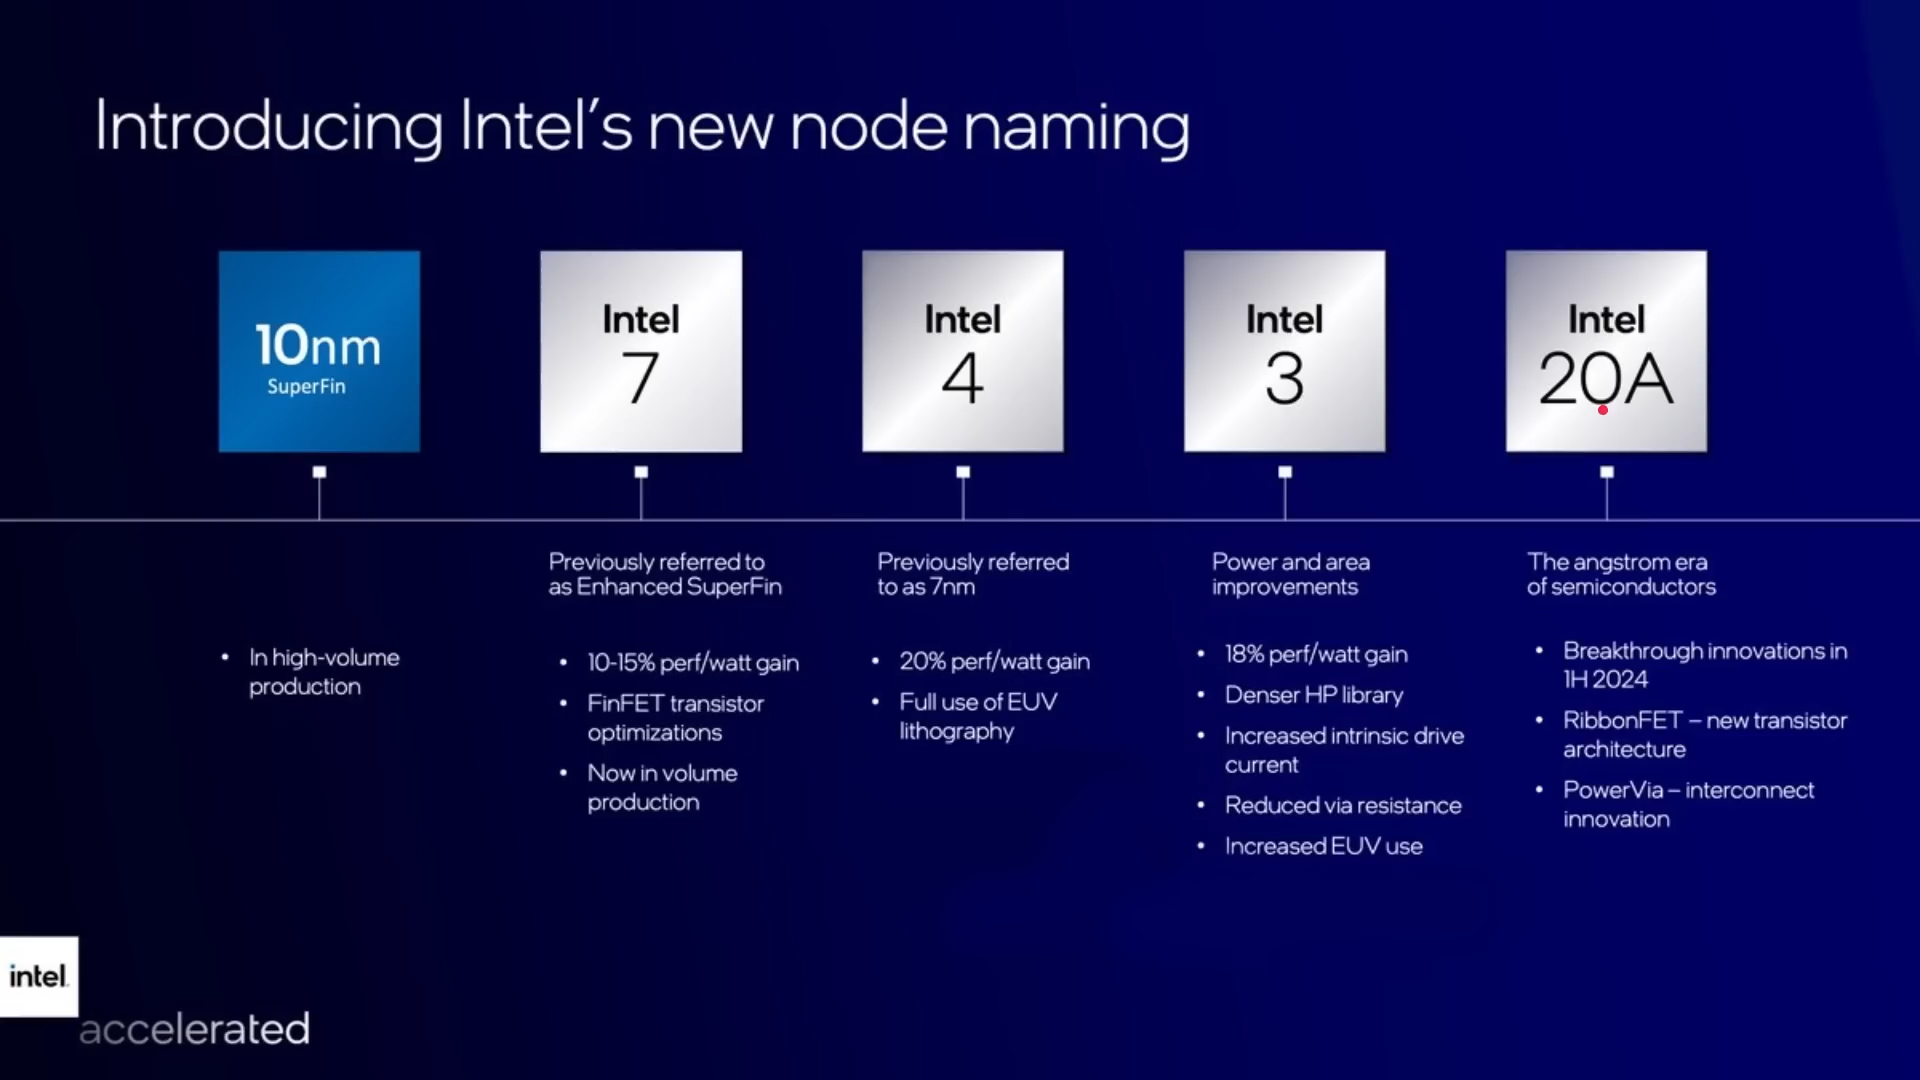 Introducing Intel's new node naming
10nm
SuperFin
Intel
7
Intel
4
Intel
3
Intel
20A
• In high-volume
production
Previously referred to
as Enhanced SuperFin
• 10-15% perf/watt gain
• FinFET transistor
optimizations
• Now in volume
production
Previously referred
to as 7nm
• 20% perf/watt gain
• Full use of EUV
lithography
Power and area
improvements
• 18% perf/watt gain
• Denser HP library
• Increased intrinsic drive
current
• Reduced via resistance
• Increased EUV use
The angstrom era
of semiconductors
• Breakthrough innovations in
1H 2024
• RibbonFET – new transistor
architecture
• PowerVia – interconnect
innovation
intel.
accelerated